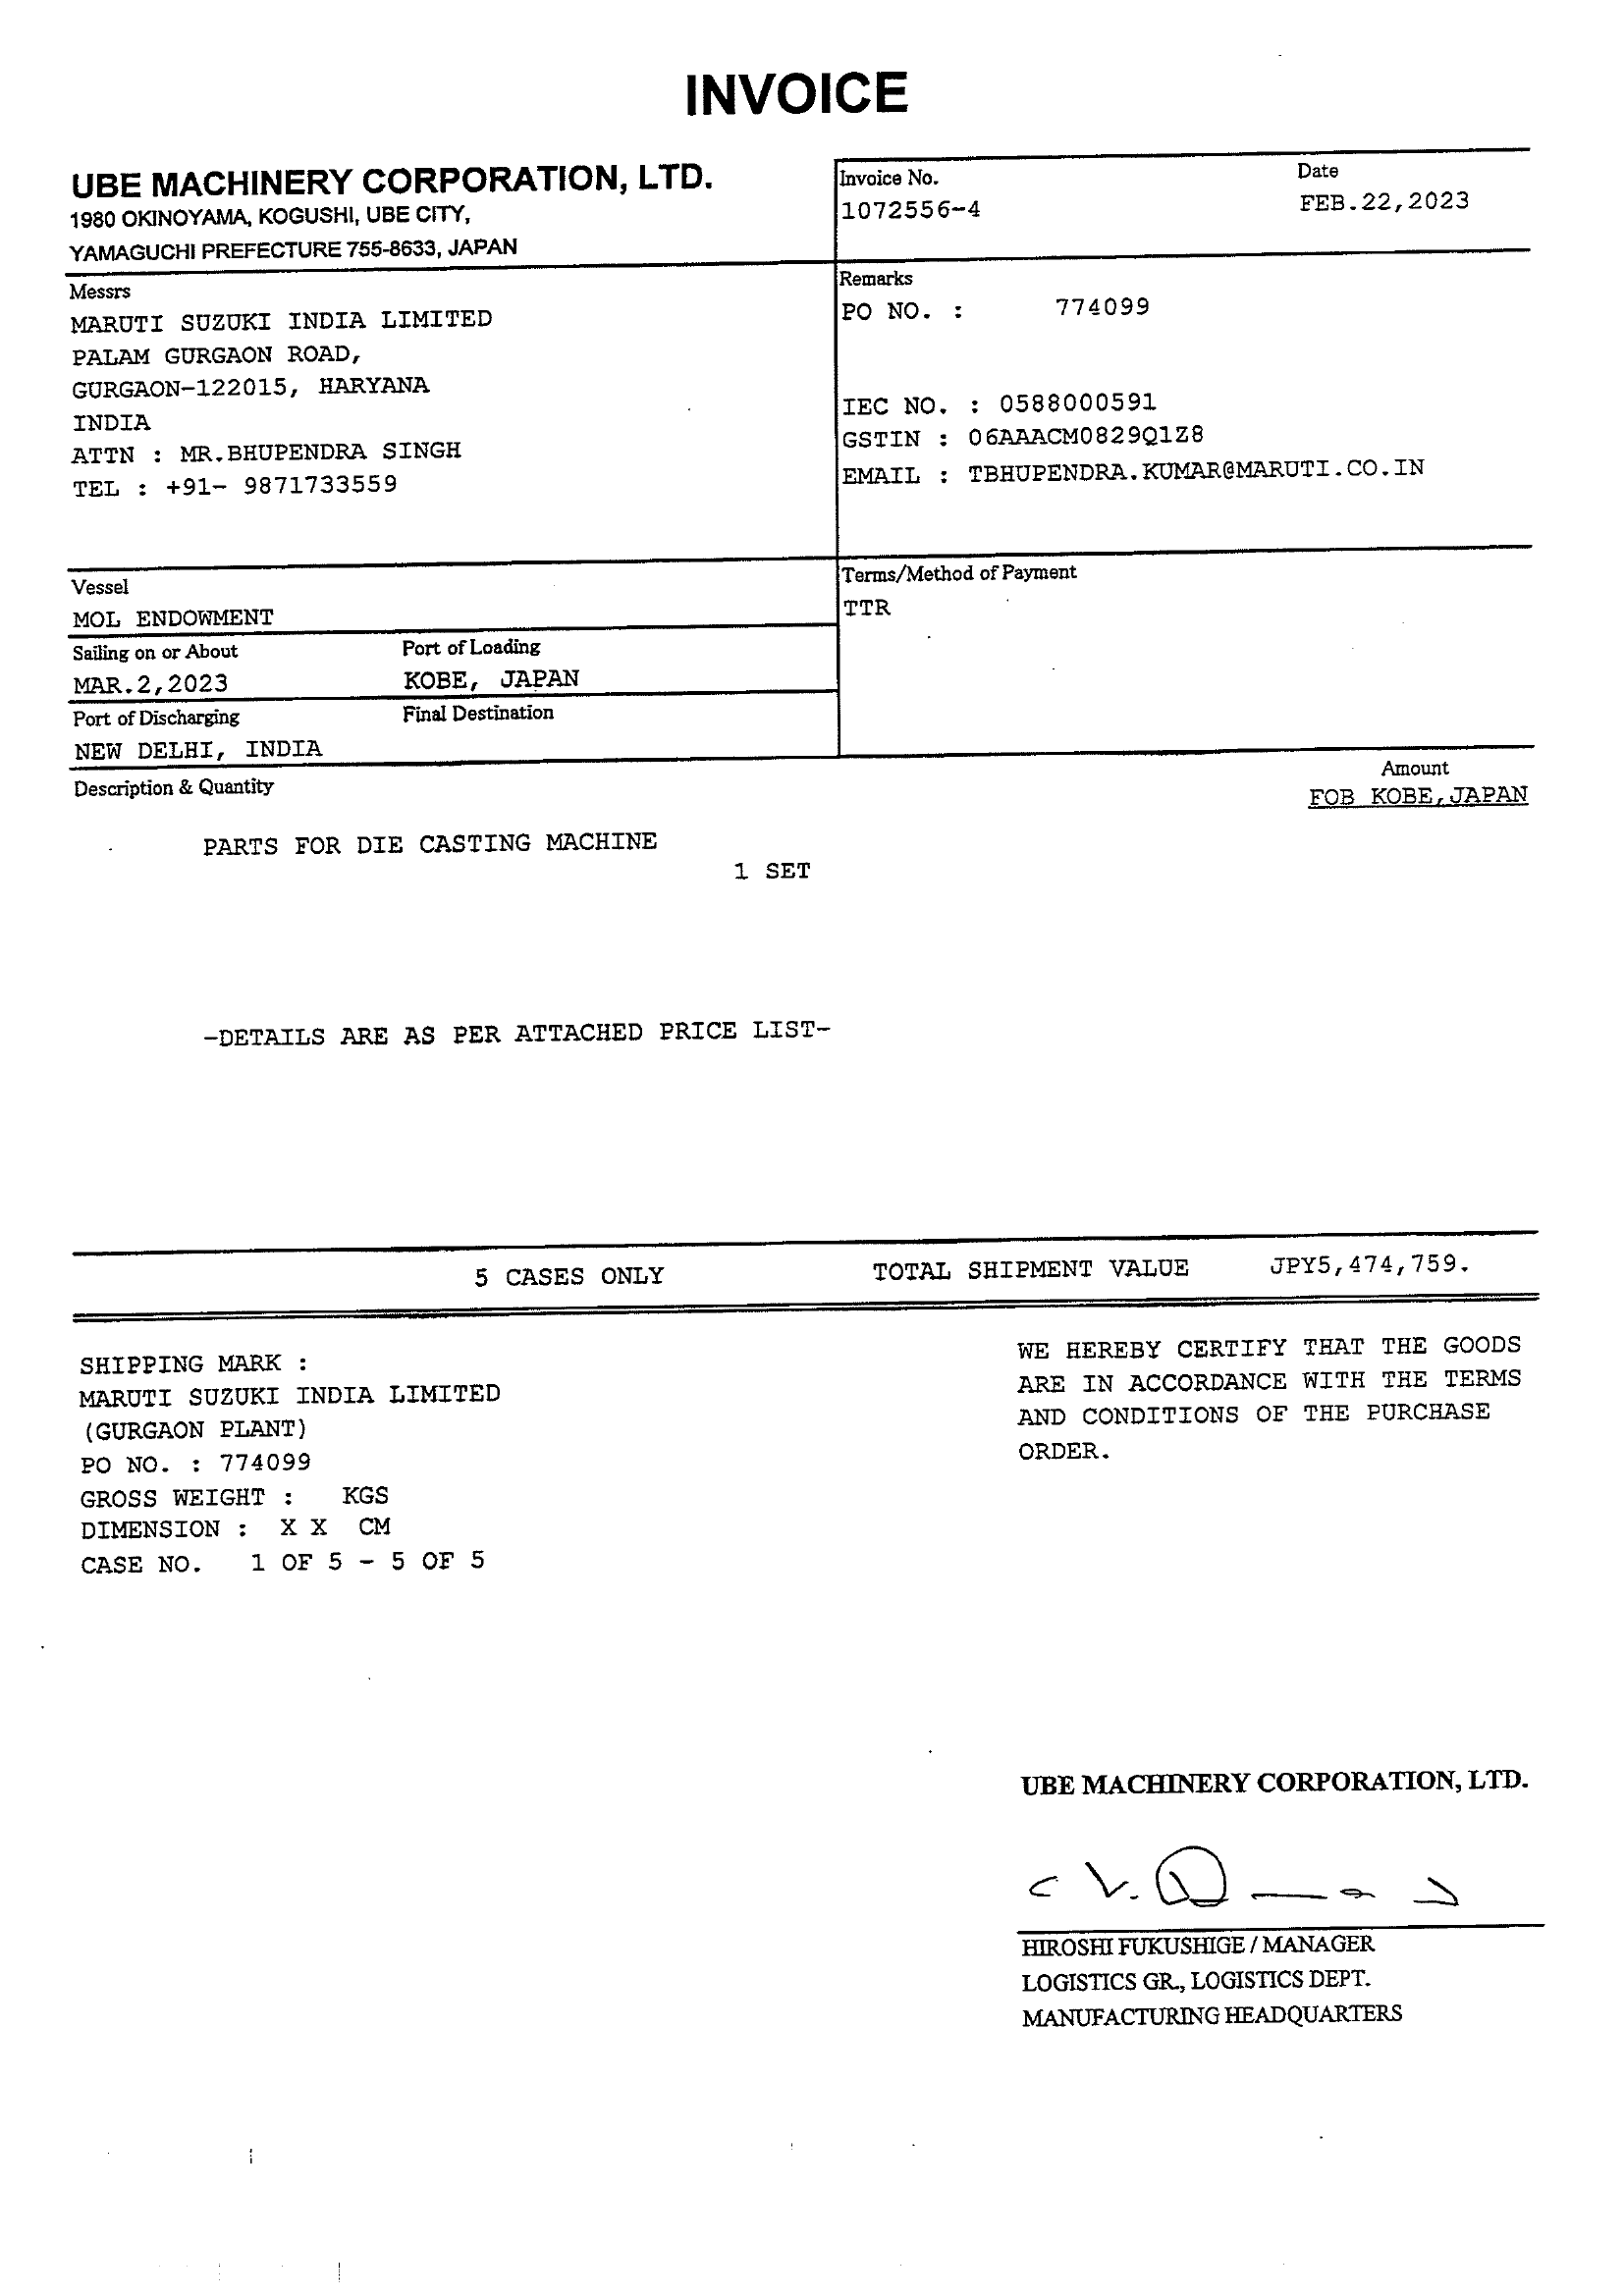 INVOICE
UBE MACHINERY CORPORATION, LTD.
1980 OKINOYAMA, KOGUSHI, UBE CITY,
YAMAGUCHI PREFECTURE 755-8633, JAPAN
Invoice No.
1072556-4
Date
FEB.22,2023
Messrs
MARUTI SUZUKI INDIA LIMITED
PALAM GURGAON ROAD,
GURGAON-122015, HARYANA
INDIA
ATTN : MR.BHUPENDRA SINGH
TEL : +91- 9871733559
Remarks
PO NO. : 774099
IEC NO. : 0588000591
GSTIN : 06AAACM0829Q1Z8
EMAIL : TBHUPENDRA.KUMAR@MARUTI.CO.IN
Vessel
MOL ENDOWMENT
Sailing on or About
MAR.2,2023
Port of Loading
KOBE, JAPAN
Port of Discharging
NEW DELHI, INDIA
Final Destination
Terms/Method of Payment
TTR
Description & Quantity
Amount
FOB KOBE,JAPAN
PARTS FOR DIE CASTING MACHINE
1 SET
-DETAILS ARE AS PER ATTACHED PRICE LIST-
5 CASES ONLY TOTAL SHIPMENT VALUE JPY5,474,759.
SHIPPING MARK :
MARUTI SUZUKI INDIA LIMITED
(GURGAON PLANT)
PO NO. : 774099
GROSS WEIGHT : KGS
DIMENSION : X X CM
CASE NO. 1 OF 5 - 5 OF 5
WE HEREBY CERTIFY THAT THE GOODS
ARE IN ACCORDANCE WITH THE TERMS
AND CONDITIONS OF THE PURCHASE
ORDER.
UBE MACHINERY CORPORATION, LTD.
HIROSHI FUKUSHIGE / MANAGER
LOGISTICS GR., LOGISTICS DEPT.
MANUFACTURING HEADQUARTERS